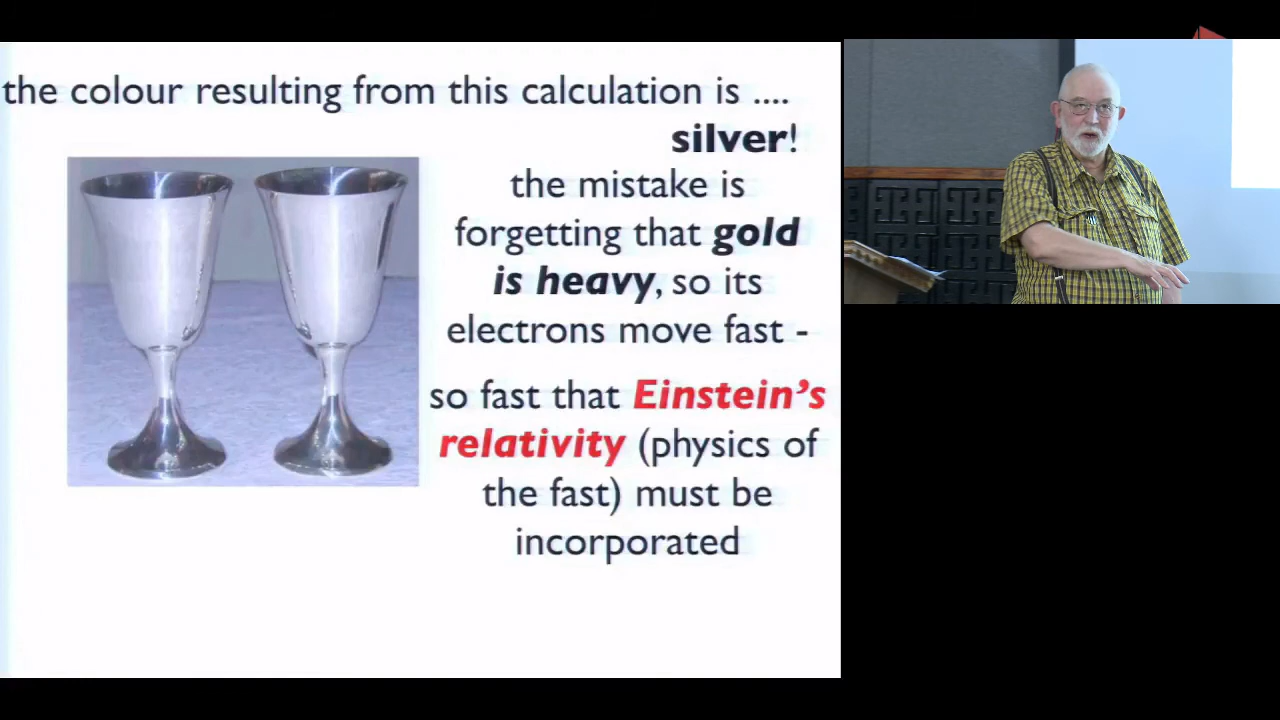 the colour resulting from this calculation is ....
silver!
the mistake is
forgetting that gold
is heavy, so its
electrons move fast -
so fast that Einstein's
relativity (physics of
the fast) must be
incorporated